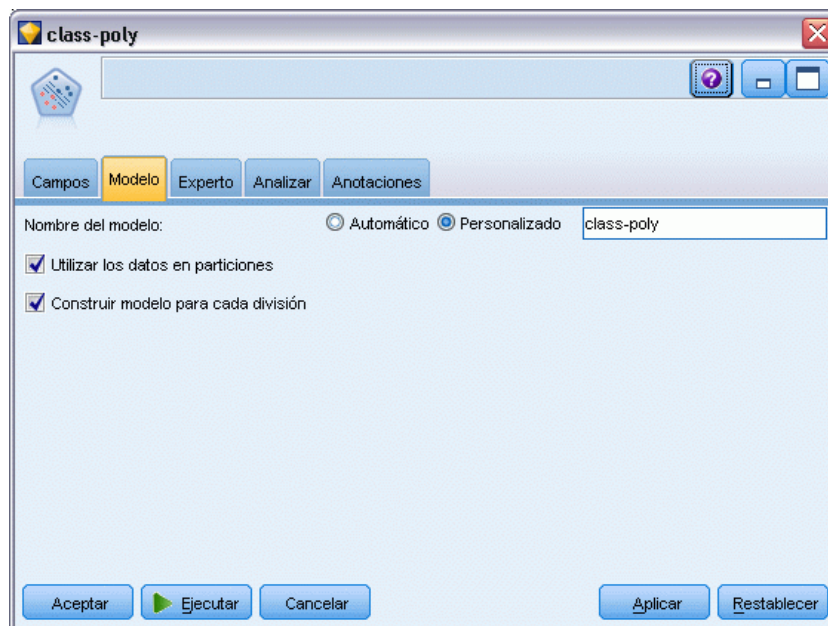 class-poly
?
Campos Modelo Experto Analizar Anotaciones
Nombre del modelo: Automático Personalizado class-poly
Utilizar los datos en particiones
Construir modelo para cada división
Aceptar Ejecutar Cancelar Aplicar Restablecer